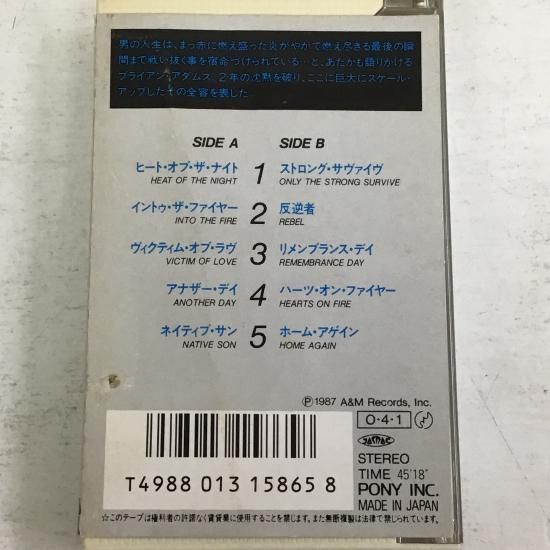 男の人生は、まっ赤に燃え盛った炎がやがて燃え尽きる最後の瞬
間まで戦い抜く事を宿命づけられている…と、あたかも語りかける
ブライアン・アダムス。2年の沈黙を破り、ここに巨大にスケール・
アップしたその全容を表した。
SIDE A SIDE B
ヒート・オブ・ザ・ナイト 1 ストロング・サヴァイヴ
HEAT OF THE NIGHT ONLY THE STRONG SURVIVE
イントゥ・ザ・ファイヤー 2 反逆者
INTO THE FIRE REBEL
ヴィクティム・オブ・ラヴ 3 リメンブランス・デイ
VICTIM OF LOVE REMEMBRANCE DAY
アナザー・デイ 4 ハーツ・オン・ファイヤー
ANOTHER DAY HEARTS ON FIRE
ネイティブ・サン 5 ホーム・アゲイン
NATIVE SON HOME AGAIN
Ⓟ1987 A&M Records, Inc.
O・4・1
JASRAC
STEREO
TIME 45'18"
T4988 013 15865 8
PONY INC.
MADE IN JAPAN
☆このテープは権利者の許諾なく賃貸業に使用することを禁じます。また無断複製は法律で禁じられています。